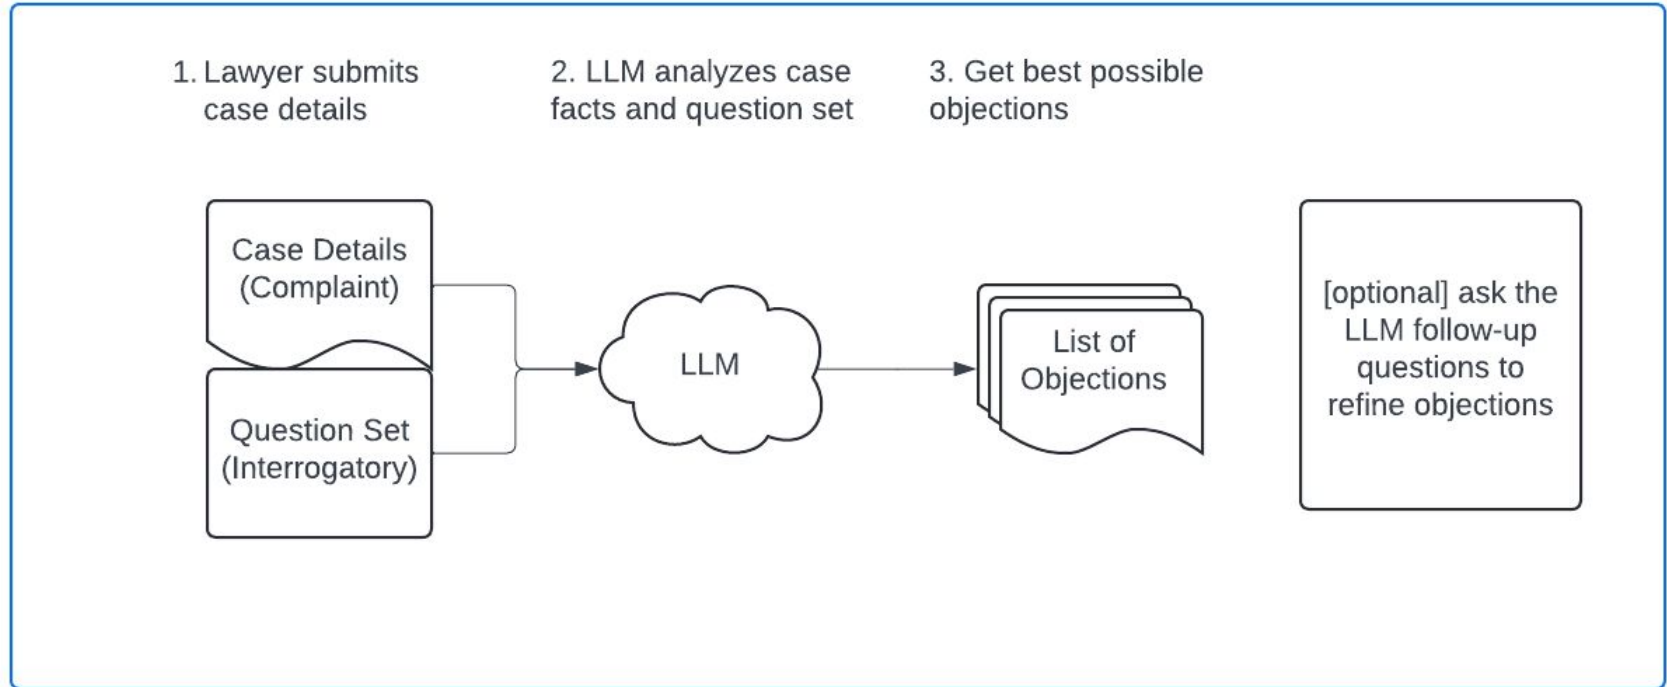 1. Lawyer submits
case details
2. LLM analyzes case
facts and question set
3. Get best possible
objections
Case Details
(Complaint)
Question Set
(Interrogatory)
LLM
List of
Objections
[optional] ask the
LLM follow-up
questions to
refine objections